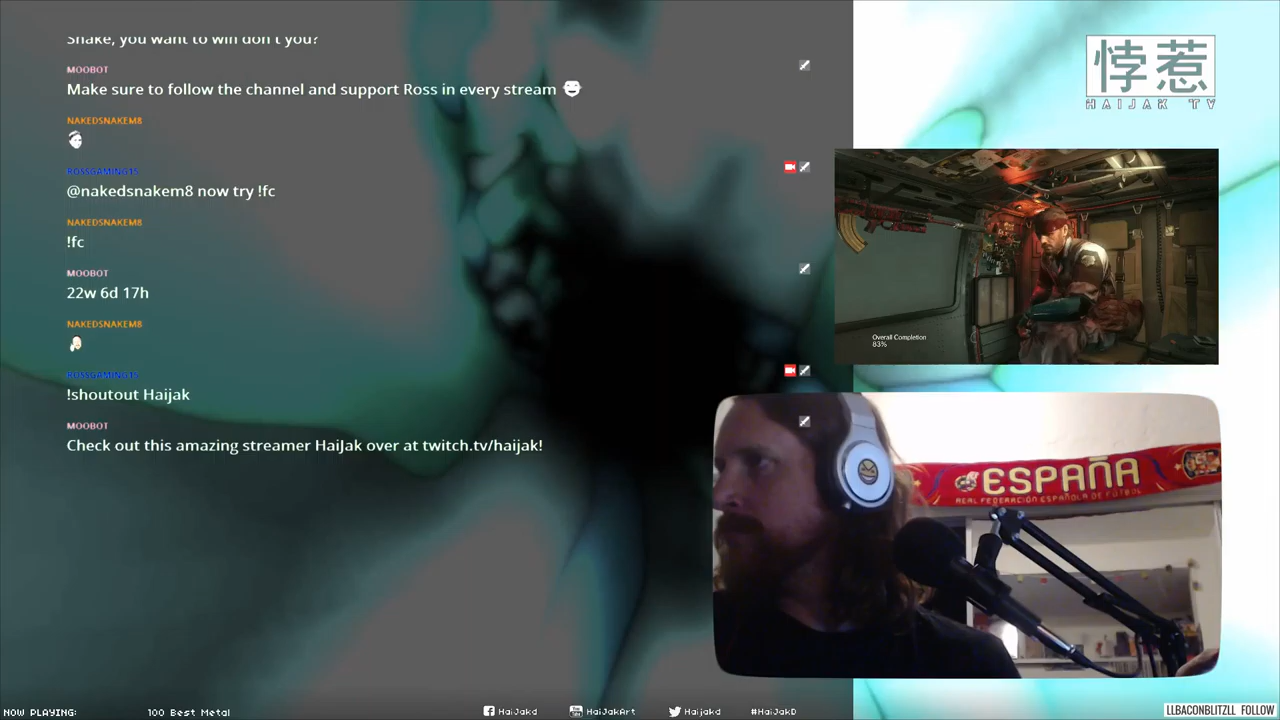 Snake, you want to win don't you?
MOOBOT
Make sure to follow the channel and support Ross in every stream
NAKEDSNAKEM8
ROSSGAMING15
@nakedsnakem8 now try !fc
NAKEDSNAKEM8
!fc
MOOBOT
22w 6d 17h
NAKEDSNAKEM8
ROSSGAMING15
!shoutout Haijak
MOOBOT
Check out this amazing streamer HaiJak over at twitch.tv/haijak!
悖惹
HAIJAK TV
Overall Completion
83%
ESPAÑA
REAL FEDERACIÓN ESPAÑOLA DE FÚTBOL
NOW PLAYING: 100 Best Metal
HaiJakd
HaiJakArt
Haijakd
#HaiJakD
LLBACONBLITZLL FOLLOW